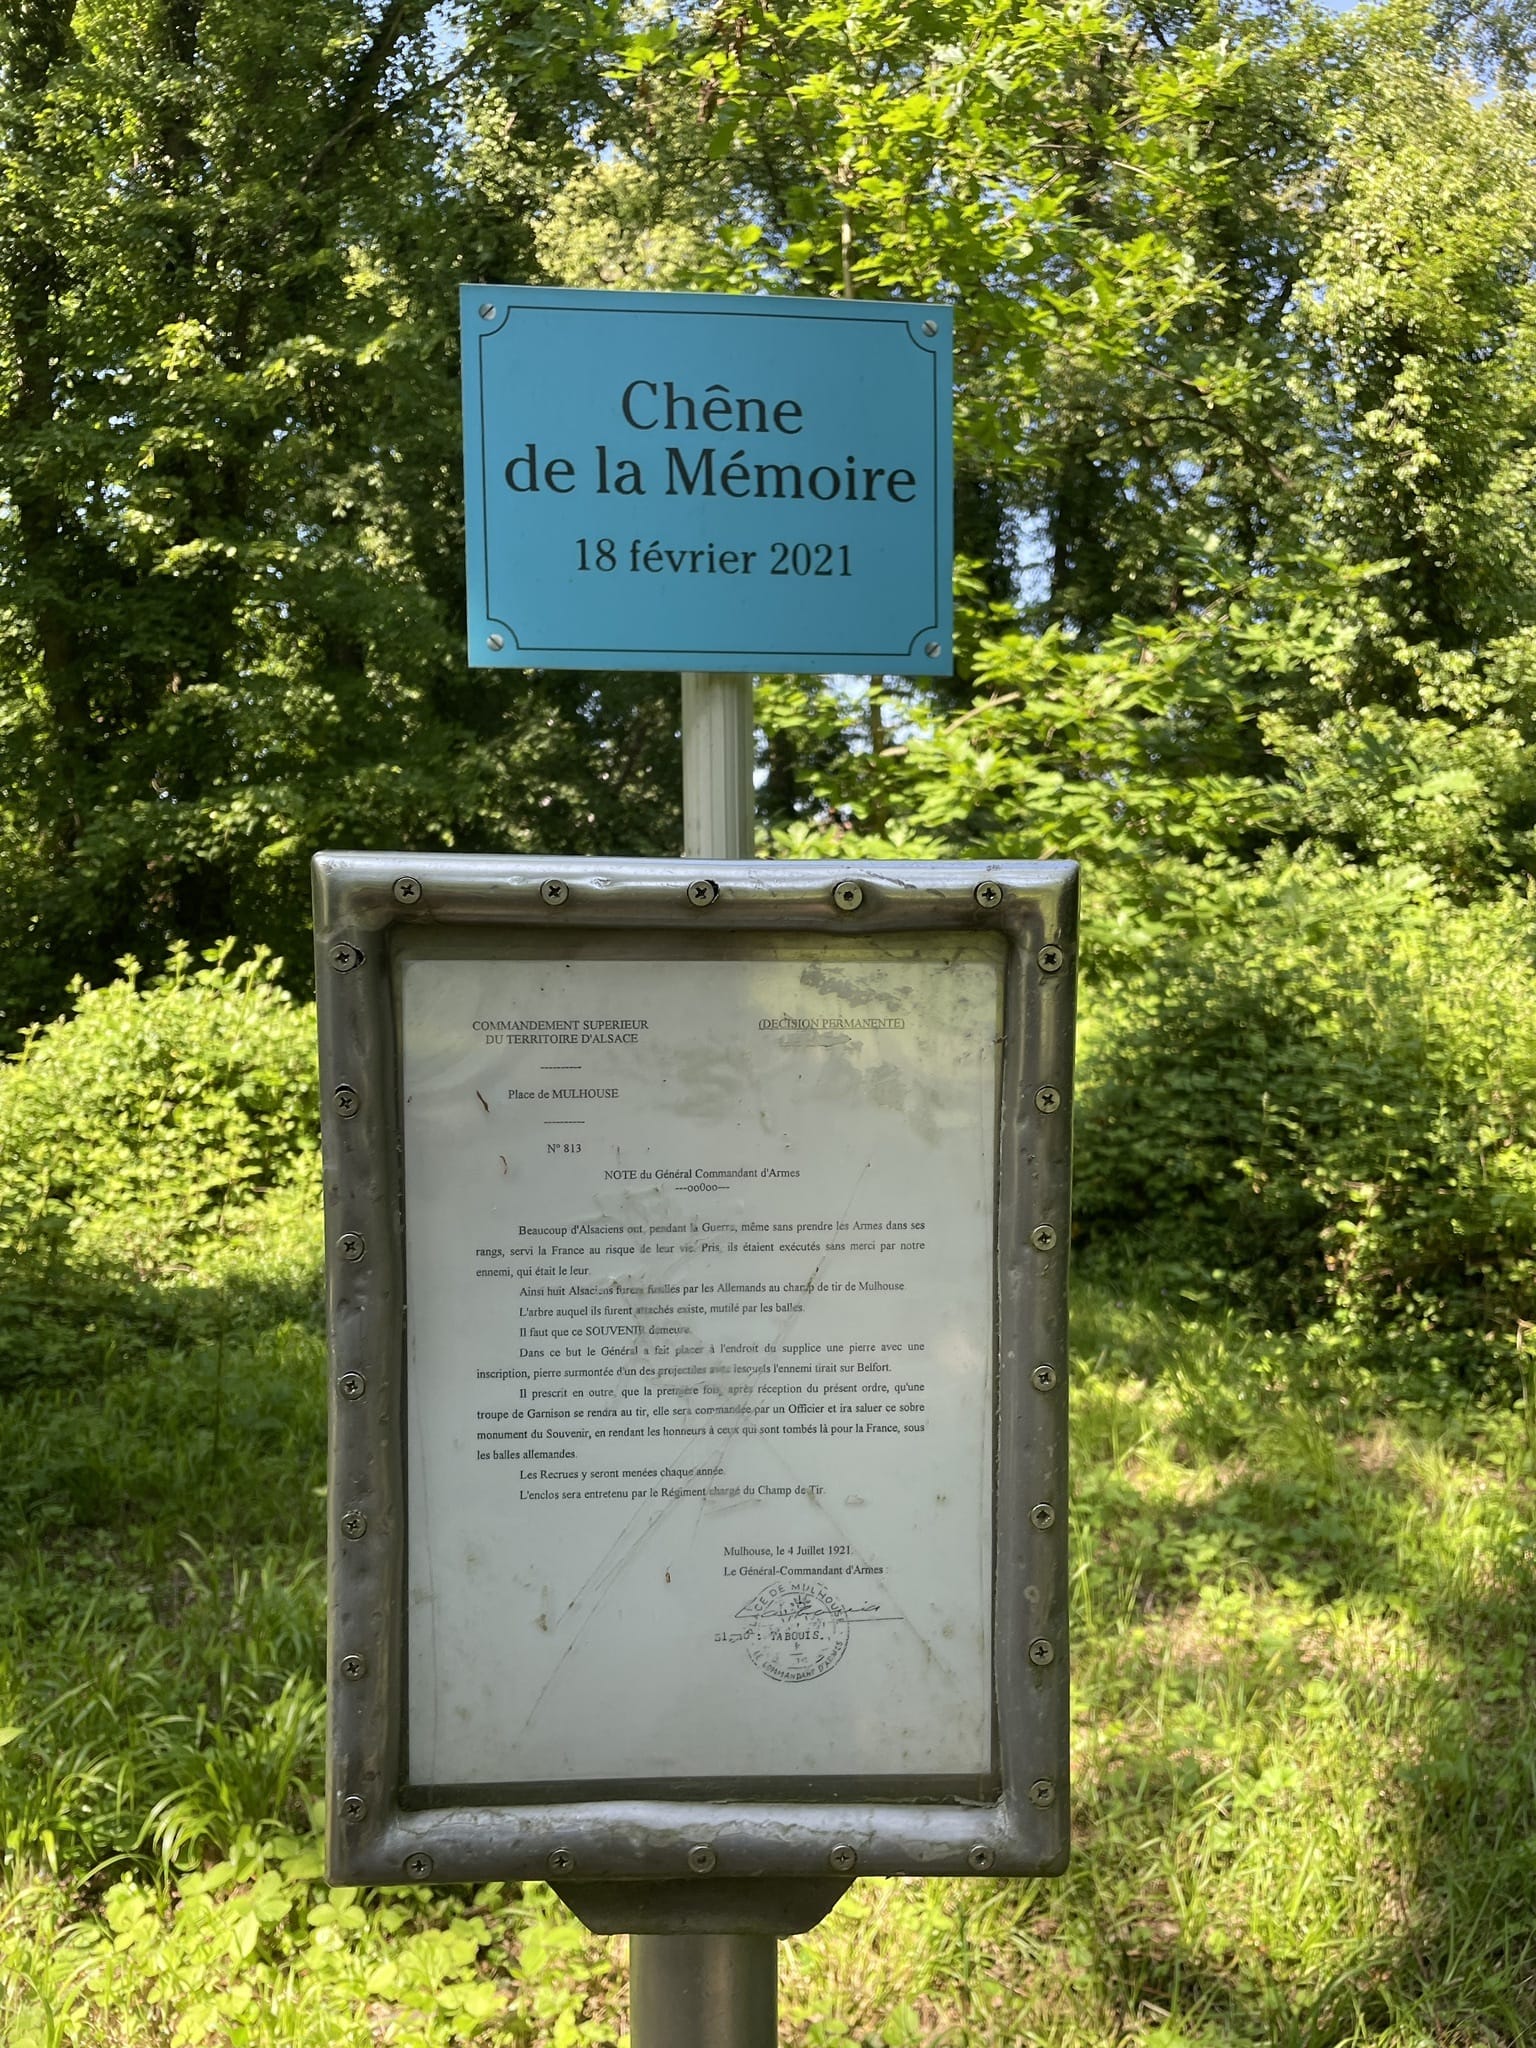 Chêne
de la Mémoire
18 février 2021
COMMANDEMENT SUPERIEUR
DU TERRITOIRE D'ALSACE
(DECISION PERMANENTE)
----------
Place de MULHOUSE
----------
N° 813
NOTE du Général Commandant d'Armes
---oo0oo---
Beaucoup d'Alsaciens ont, pendant la Guerre, même sans prendre les Armes dans ses
rangs, servi la France au risque de leur vie. Pris, ils étaient exécutés sans merci par notre
ennemi, qui était le leur.
Ainsi huit Alsaciens furent fusillés par les Allemands au champ de tir de Mulhouse.
L'arbre auquel ils furent attachés existe, mutilé par les balles.
Il faut que ce SOUVENIR demeure.
Dans ce but le Général a fait placer à l'endroit du supplice une pierre avec une
inscription, pierre surmontée d'un des projectiles avec lesquels l'ennemi tirait sur Belfort.
Il prescrit en outre, que la première fois, après réception du présent ordre, qu'une
troupe de Garnison se rendra au tir, elle sera commandée par un Officier et ira saluer ce sobre
monument du Souvenir, en rendant les honneurs à ceux qui sont tombés là pour la France, sous
les balles allemandes.
Les Recrues y seront menées chaque année.
L'enclos sera entretenu par le Régiment chargé du Champ de Tir.
Mulhouse, le 4 Juillet 1921.
Le Général-Commandant d'Armes :
PLACE DE MULHOUSE
: TABOUIS.
LE COMMANDANT D'ARMES